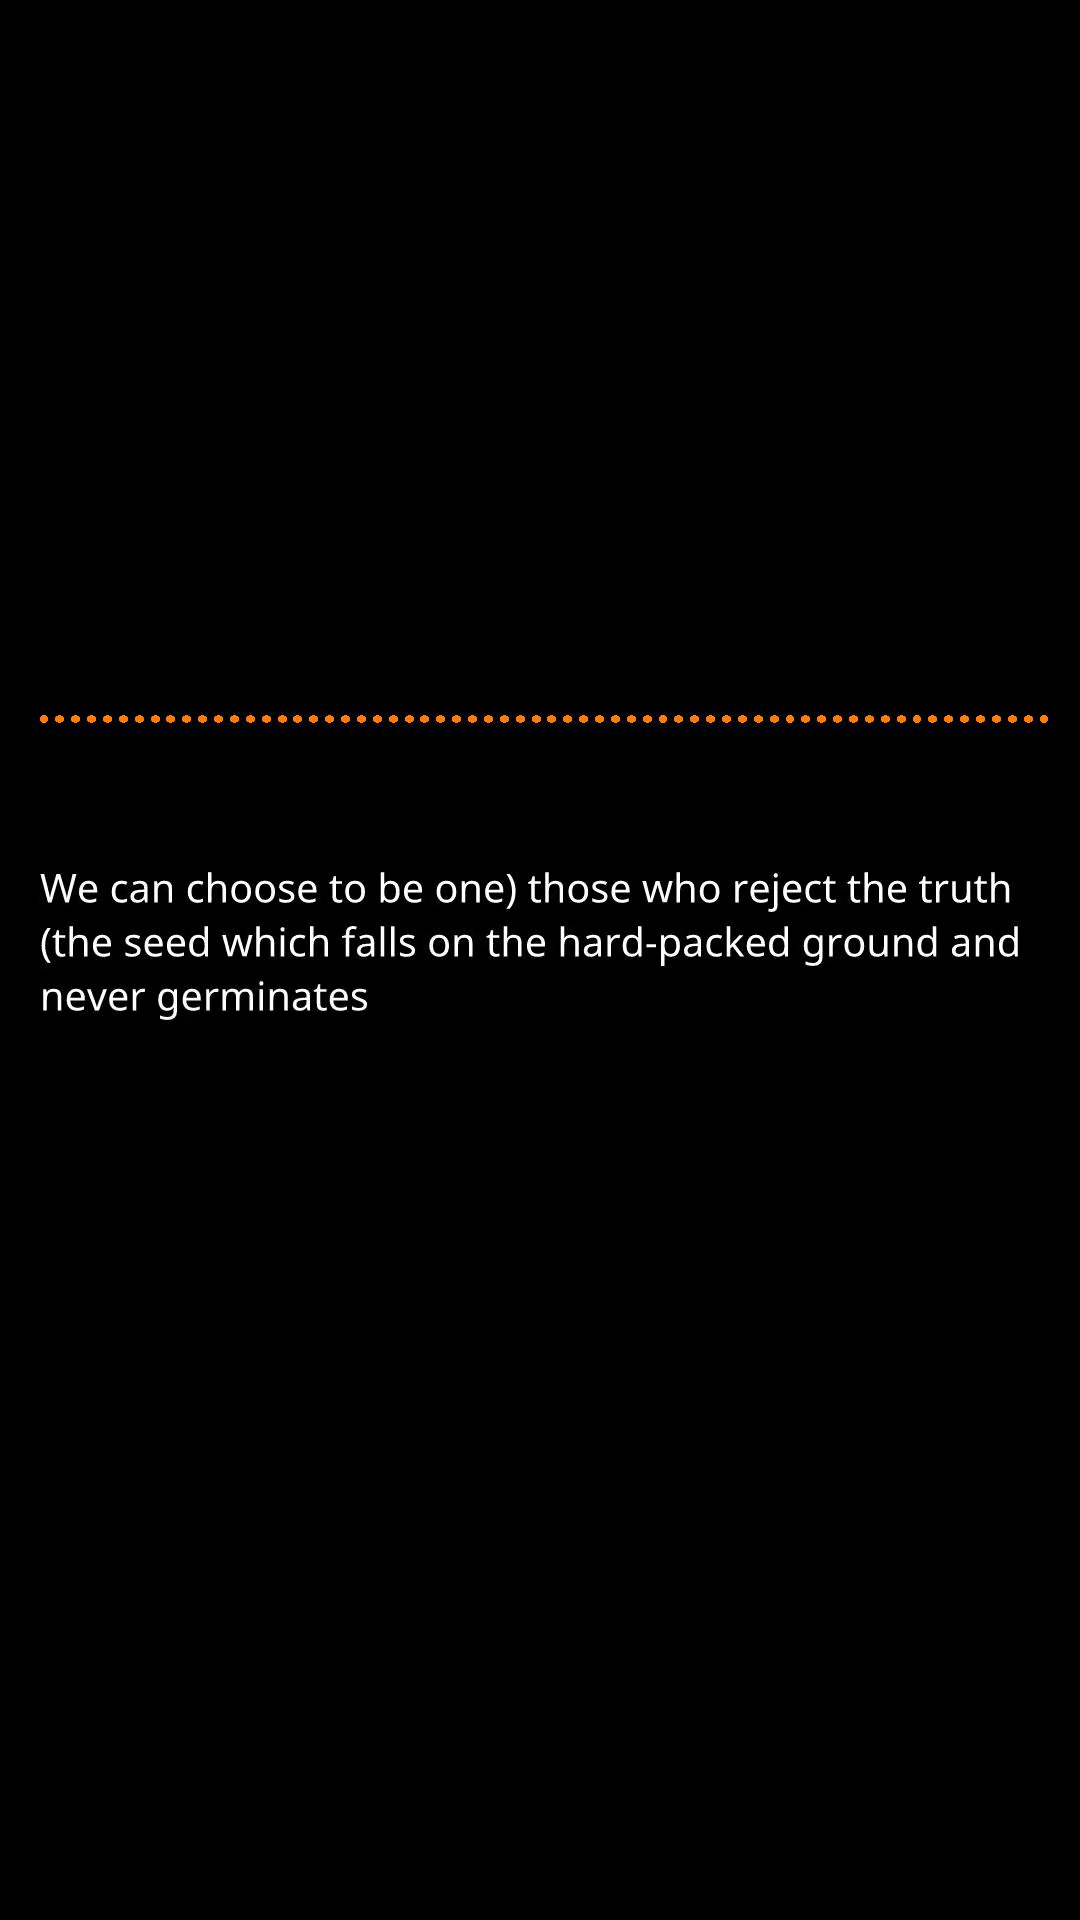 We can choose to be one) those who reject the truth
(the seed which falls on the hard-packed ground and
never germinates